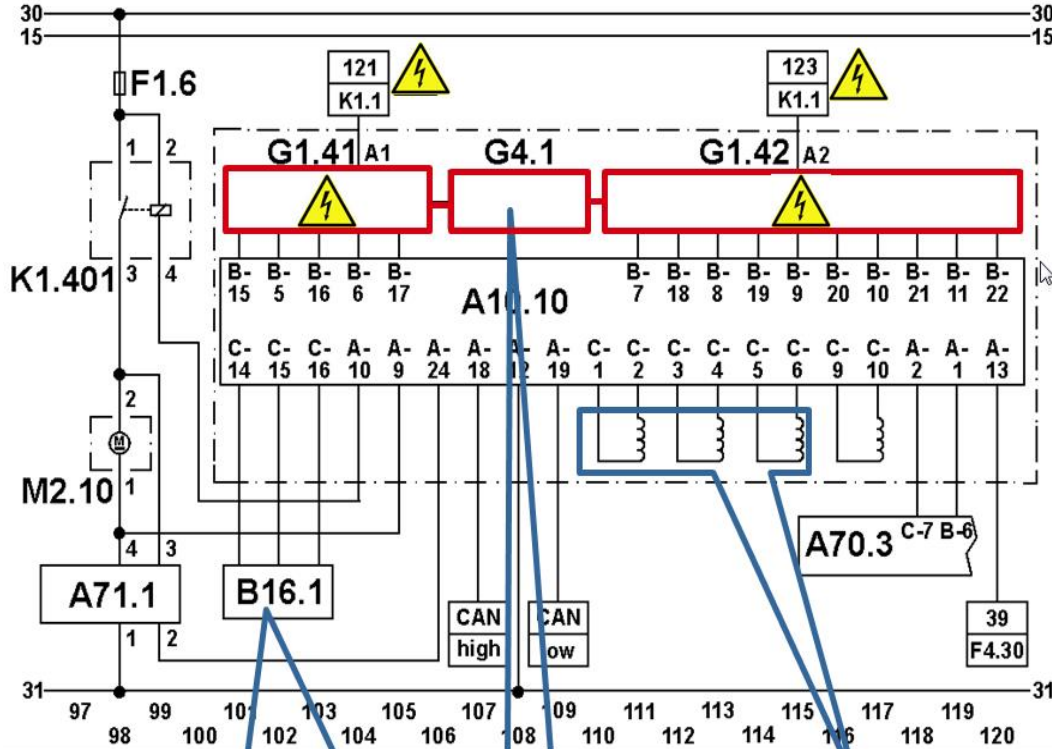 30 30
15 15
121
K1.1
123
K1.1
F1.6
1 2
G1.41 A1 G4.1 G1.42 A2
K1.401 3 4
B-15 B-5 B-16 B-6 B-17 B-7 B-18 B-8 B-19 B-9 B-20 B-10 B-21 B-11 B-22
A10.10
C-14 C-15 C-16 A-10 A-9 A-24 A-18 A-12 A-19 C-1 C-2 C-3 C-4 C-5 C-6 C-9 C-10 A-2 A-1 A-13
2
M
M2.10 1
4 3
A71.1
B16.1
A70.3 C-7 B-6
CAN high
CAN low
39
F4.30
1 2
31 31
97 99 101 103 105 107 109 111 113 115 117 119
98 100 102 104 106 108 110 112 114 116 118 120